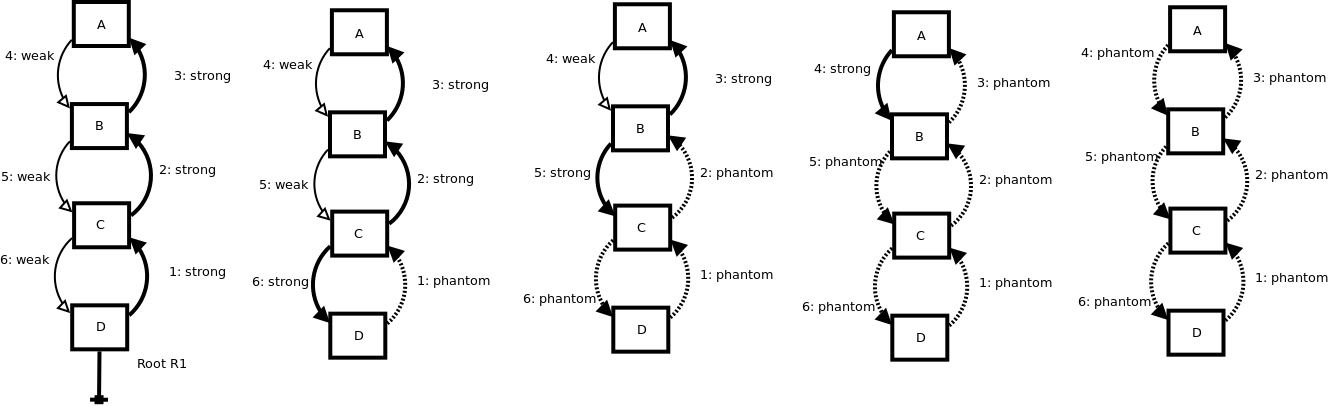 A
4: weak
3: strong
B
5: weak
2: strong
C
6: weak
1: strong
D
Root R1
A
4: weak
3: strong
B
5: weak
2: strong
C
6: strong
1: phantom
D
A
4: weak
3: strong
B
5: strong
2: phantom
C
6: phantom
1: phantom
D
A
4: strong
3: phantom
B
5: phantom
2: phantom
C
6: phantom
1: phantom
D
A
4: phantom
3: phantom
B
5: phantom
2: phantom
C
6: phantom
1: phantom
D